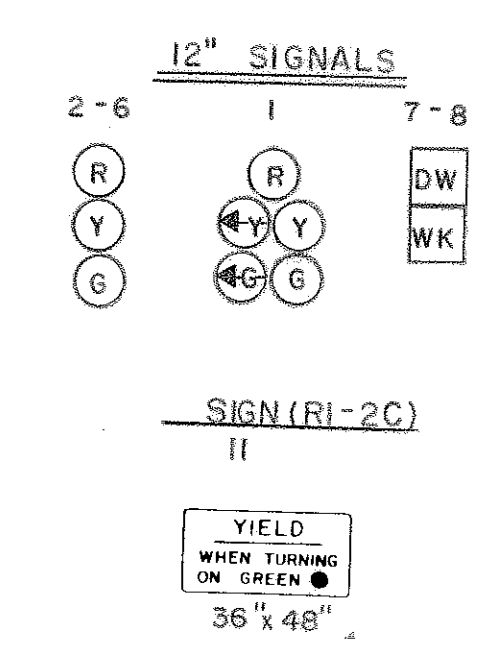 12" SIGNALS
2-6 1 7-8
R R DW
Y Y Y WK
G G G
SIGN (R1-2C)
11
YIELD
WHEN TURNING
ON GREEN
36" x 48"